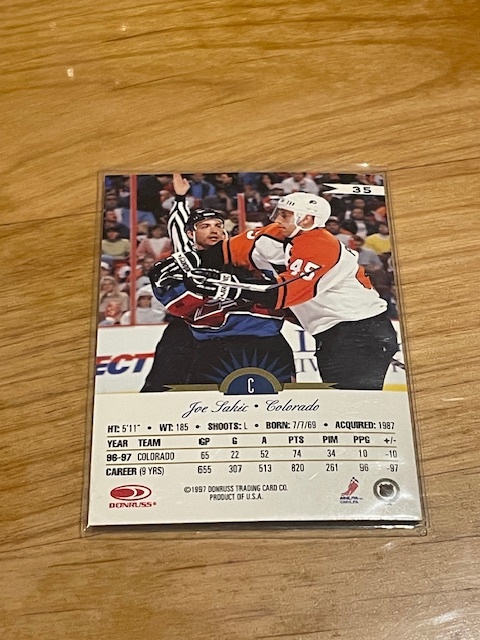 35
45
ECT
C
Joe Sakic • Colorado
HT: 5'11" • WT: 185 • SHOOTS: L • BORN: 7/7/69 • ACQUIRED: 1987
YEAR TEAM GP G A PTS PIM PPG +/-
96-97 COLORADO 65 22 52 74 34 10 -10
CAREER (9 YRS) 655 307 513 820 261 96 -97
©1997 DONRUSS TRADING CARD CO.
PRODUCT OF U.S.A.
DONRUSS